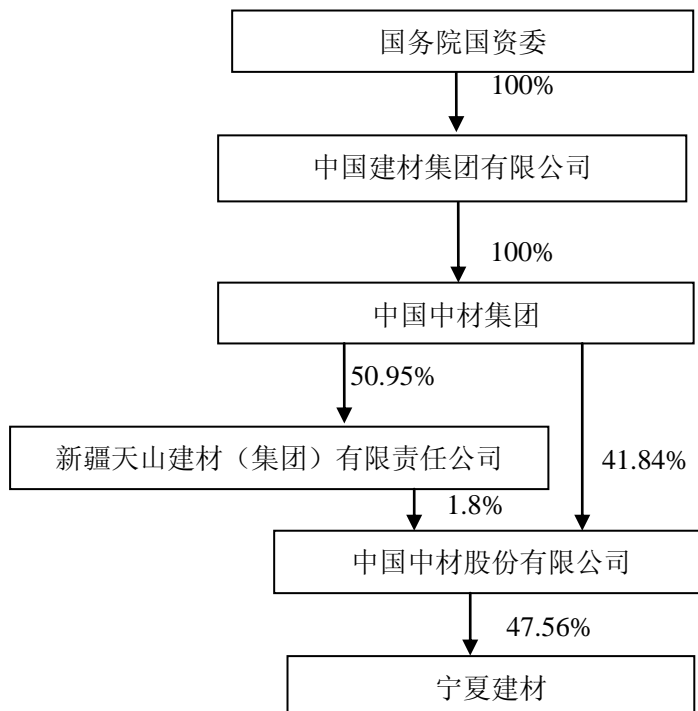 国务院国资委
100%
中国建材集团有限公司
100%
中国中材集团
50.95%
新疆天山建材（集团）有限责任公司
41.84%
1.8%
中国中材股份有限公司
47.56%
宁夏建材